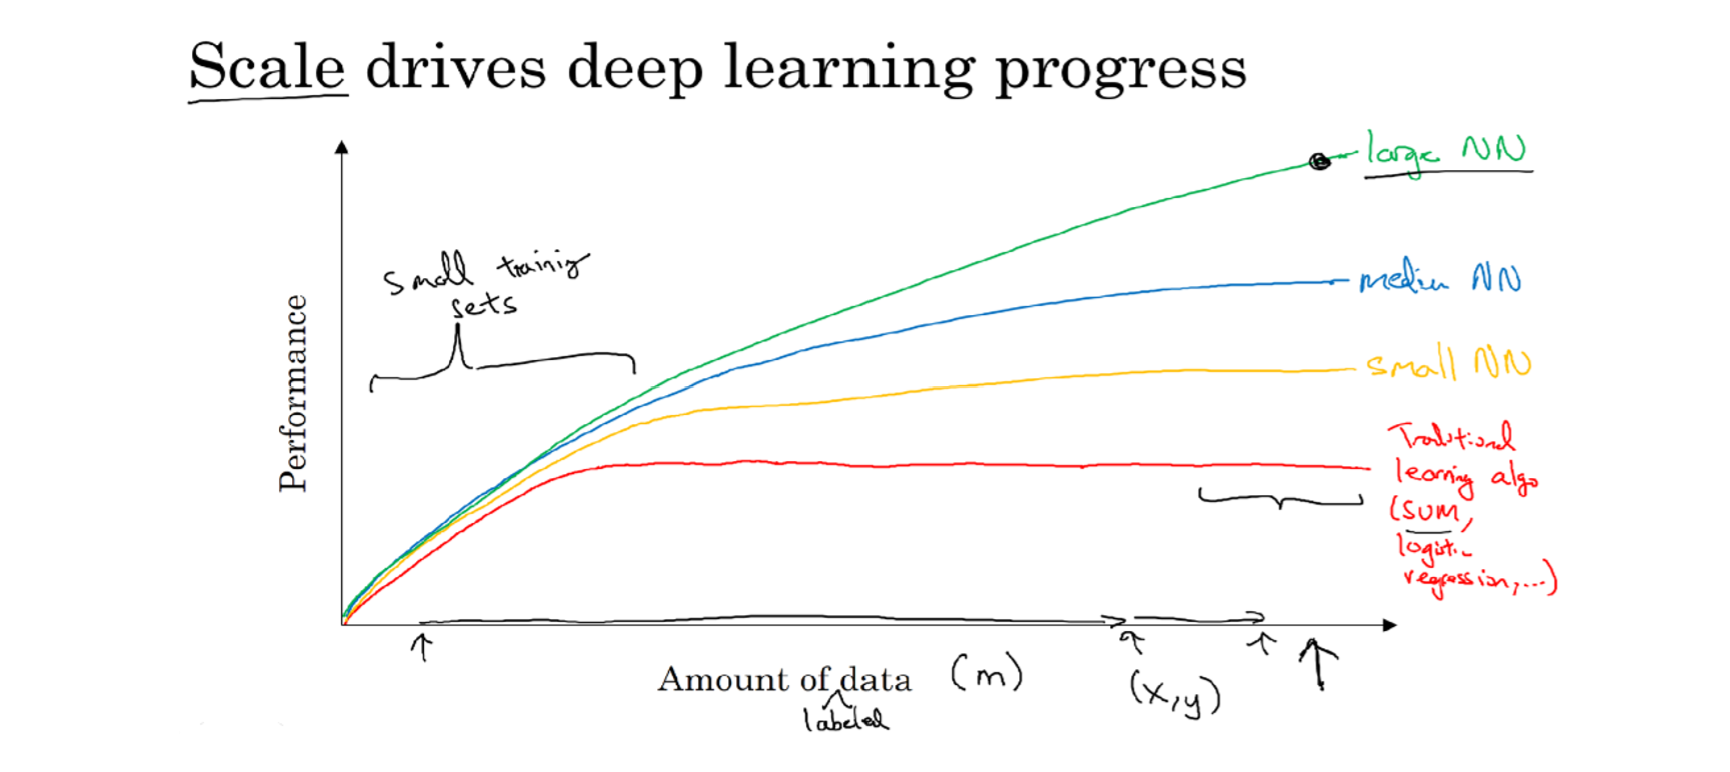 Scale drives deep learning progress
large NN
small training
sets
medium NN
small NN
Performance
Traditional
learning algo
(SVM,
logistic
regression,...)
Amount of data (m)
labeled
(x,y)